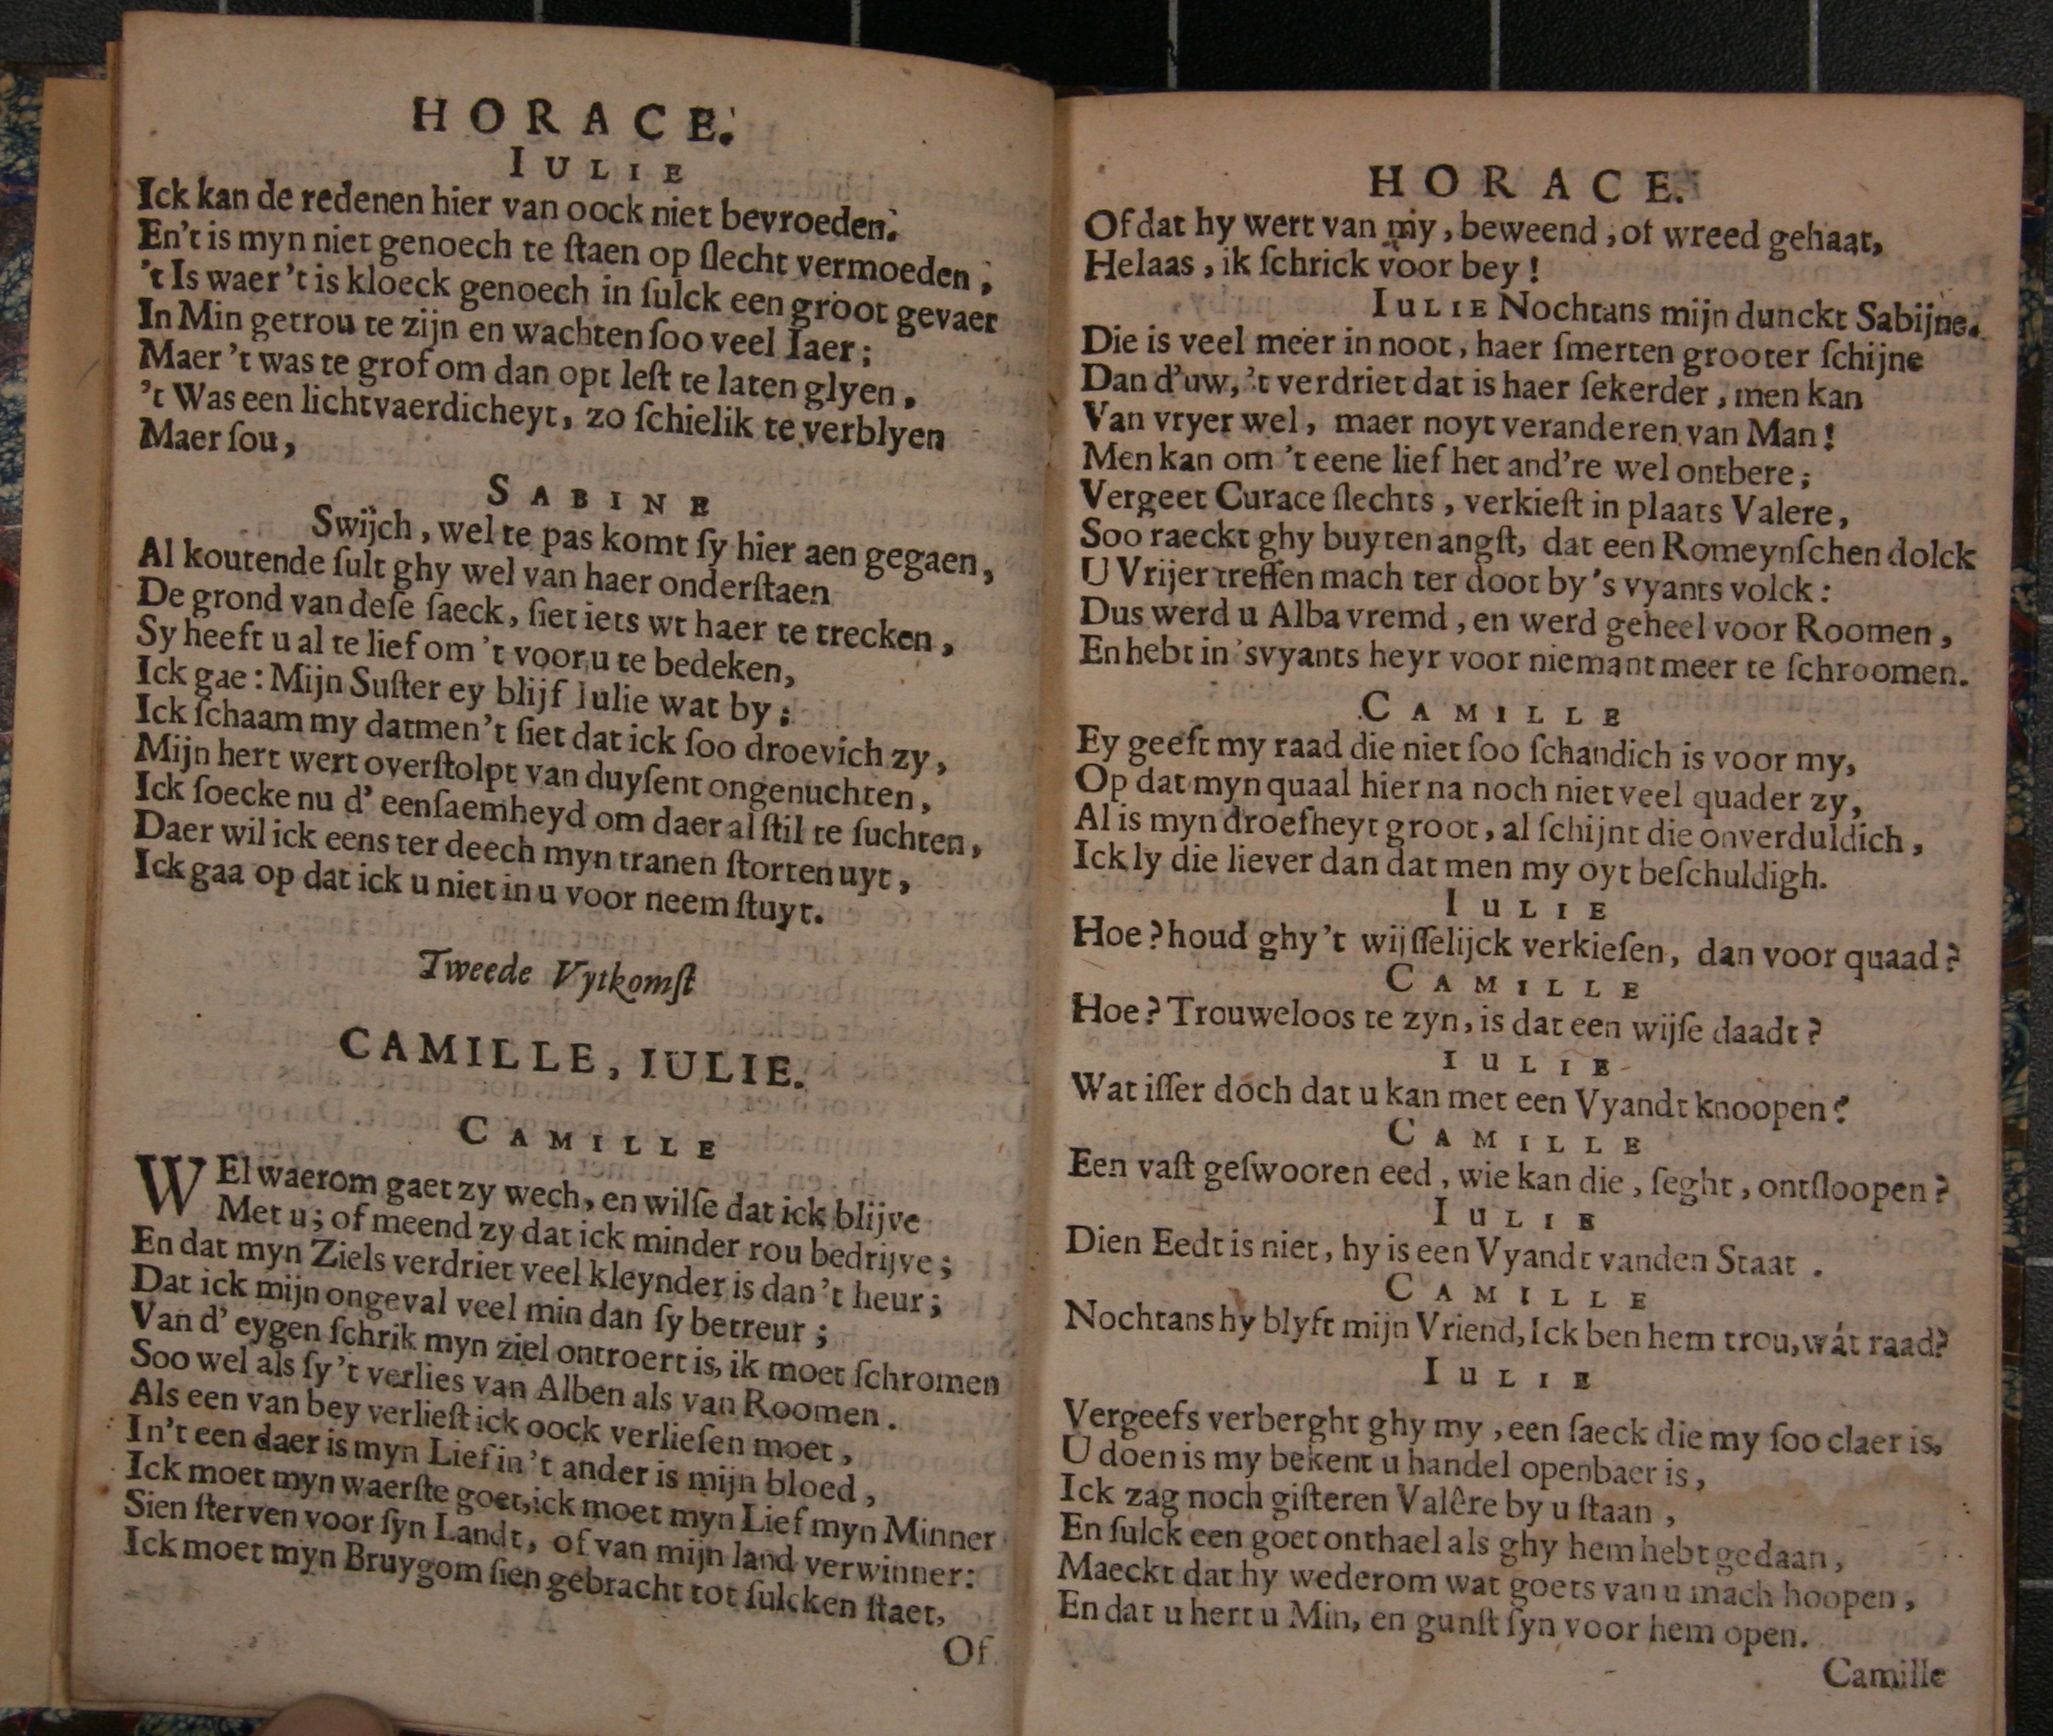 HORACE.
IULIE
Ick kan de redenen hier van oock niet bevroeden.
En't is myn niet genoech te ſtaen op ſlecht vermoeden,
't Is waer 't is kloeck genoech in ſulck een groot gevaer
In Min getrou te zijn en wachten ſoo veel Iaer;
Maer 't was te grof om dan opt leſt te laten glyen,
't Was een lichtvaerdicheyt, zo ſchielik te verblyen
Maer ſou,
SABINE
Swijch, wel te pas komt ſy hier aen gegaen,
Al koutende ſult ghy wel van haer onderſtaen
De grond van deſe ſaeck, ſiet iets wt haer te trecken,
Sy heeft u al te lief om 't voor u te bedeken,
Ick gae: Mijn Suſter ey blijf Iulie wat by;
Ick ſchaam my datmen't ſiet dat ick ſoo droevich zy,
Mijn hert wert overſtolpt van duyſent ongenuchten,
Ick ſoecke nu d' eenſaemheyd om daer al ſtil te ſuchten,
Daer wil ick eens ter deech myn tranen ſtorten uyt,
Ick gaa op dat ick u niet in u voor neem ſtuyt.
Tweede Vytkomſt
CAMILLE, IULIE.
CAMILLE
WEl waerom gaet zy wech, en wilſe dat ick blijve
Met u; of meend zy dat ick minder rou bedrijve;
En dat myn Ziels verdriet veel kleynder is dan't heur;
Dat ick mijn ongeval veel min dan ſy betreur;
Van d' eygen ſchrik myn ziel ontroert is, ik moet ſchromen
Soo wel als ſy 't verlies van Alben als van Roomen.
Als een van bey verlieſt ick oock verlieſen moet,
In't een daer is myn Lief in 't ander is mijn bloed,
Ick moet myn waerſte goet, ick moet myn Lief myn Minner
Sien ſterven voor ſyn Landt, of van mijn land verwinner:
Ick moet myn Bruygom ſien gebracht tot ſulcken ſtaet,
Of
HORACE.
Of dat hy wert van my, beweend, of wreed gehaat,
Helaas, ik ſchrick voor bey!
IULIE Nochtans mijn dunckt Sabijne.
Die is veel meer in noot, haer ſmerten grooter ſchijne
Dan d'uw, 't verdriet dat is haer ſekerder, men kan
Van vryer wel, maer noyt veranderen van Man!
Men kan om 't eene lief het and're wel ontbere;
Vergeet Curace ſlechts, verkieſt in plaats Valere,
Soo raeckt ghy buyten angſt, dat een Romeynſchen dolck
U Vrijer treffen mach ter doot by 's vyants volck:
Dus werd u Alba vremd, en werd geheel voor Roomen,
En hebt in 'svyants heyr voor niemant meer te ſchroomen.
CAMILLE
Ey geeft my raad die niet ſoo ſchandich is voor my,
Op dat myn quaal hier na noch niet veel quader zy,
Al is myn droefheyt groot, al ſchijnt die onverduldich,
Ick ly die liever dan dat men my oyt beſchuldigh.
IULIE
Hoe? houd ghy't wijſſelijck verkieſen, dan voor quaad?
CAMILLE
Hoe? Trouweloos te zyn, is dat een wijſe daadt?
IULIE
Wat iſſer doch dat u kan met een Vyandt knoopen?
CAMILLE
Een vaſt geſwooren eed, wie kan die, ſeght, ontſloopen?
IULIE
Dien Eedt is niet, hy is een Vyandt vanden Staat.
CAMILLE
Nochtans hy blyft mijn Vriend, Ick ben hem trou, wát raad?
IULIE
Vergeefs verberght ghy my, een ſaeck die my ſoo claer is,
U doen is my bekent u handel openbaer is,
Ick zag noch giſteren Valêre by u ſtaan,
En ſulck een goet onthael als ghy hem hebt gedaan,
Maeckt dat hy wederom wat goets van u mach hoopen,
En dat u hert u Min, en gunſt ſyn voor hem open.
Camille